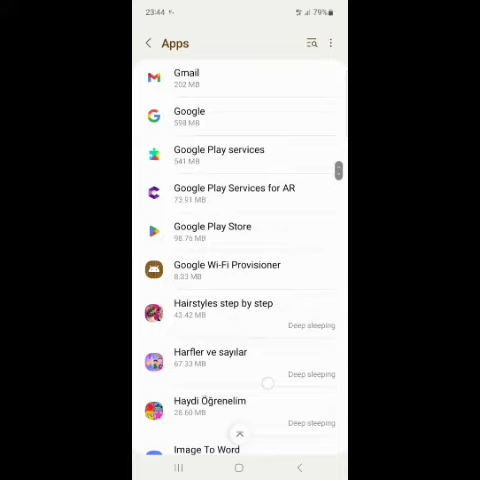 23:44
79%
Apps
Gmail
202 MB
Google
598 MB
Google Play services
541 MB
Google Play Services for AR
73.91 MB
Google Play Store
98.75 MB
Google Wi-Fi Provisioner
8.33 MB
Hairstyles step by step
43.42 MB
Deep sleeping
Harfler ve sayılar
67.33 MB
Deep sleeping
Haydi Öğrenelim
28.60 MB
Deep sleeping
Image To Word